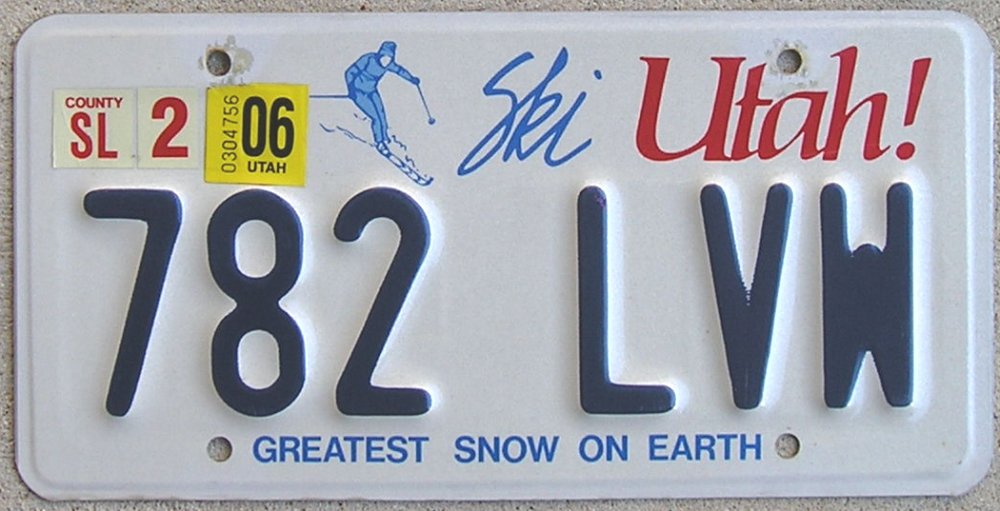 COUNTY
SL 2 0304756 06
UTAH
Ski Utah!
782 LVW
GREATEST SNOW ON EARTH